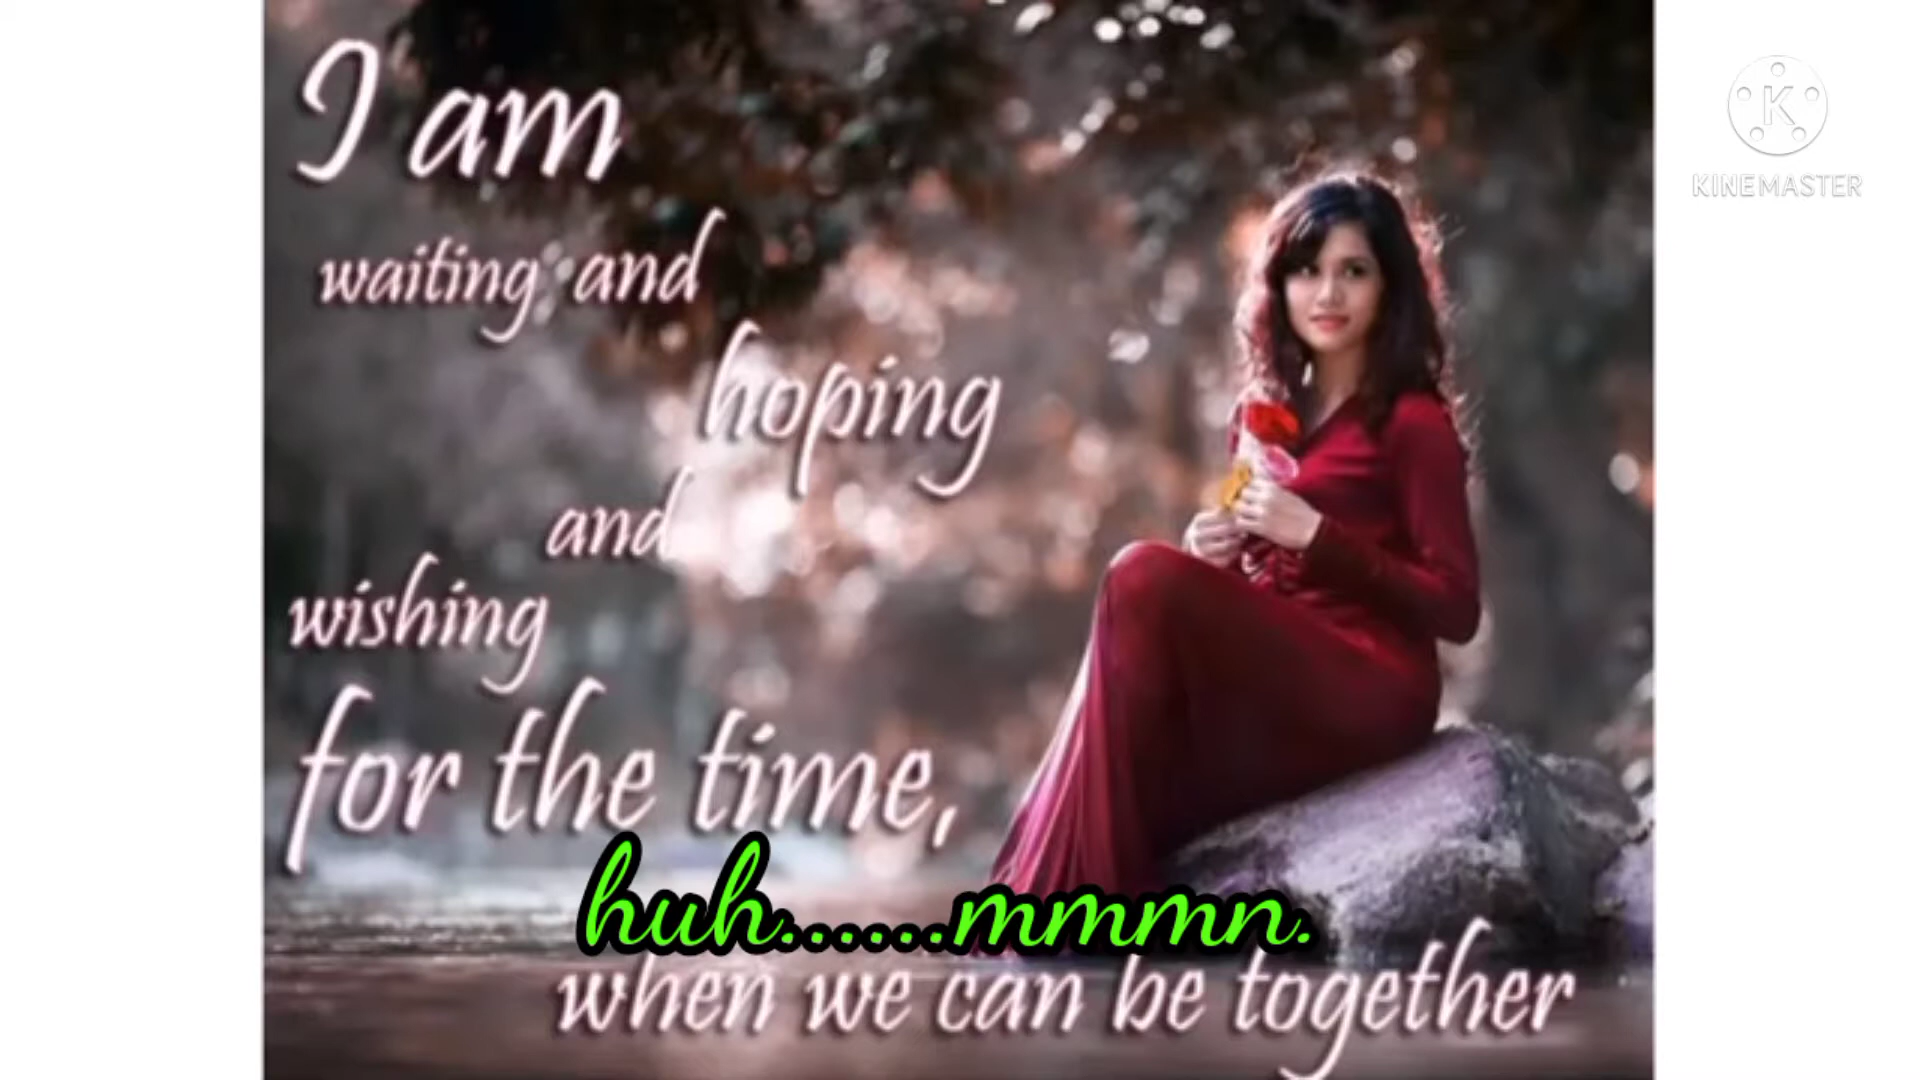 I am
waiting and
hoping
and
wishing
for the time,
huh......mmmn.
when we can be together
K
KINEMASTER